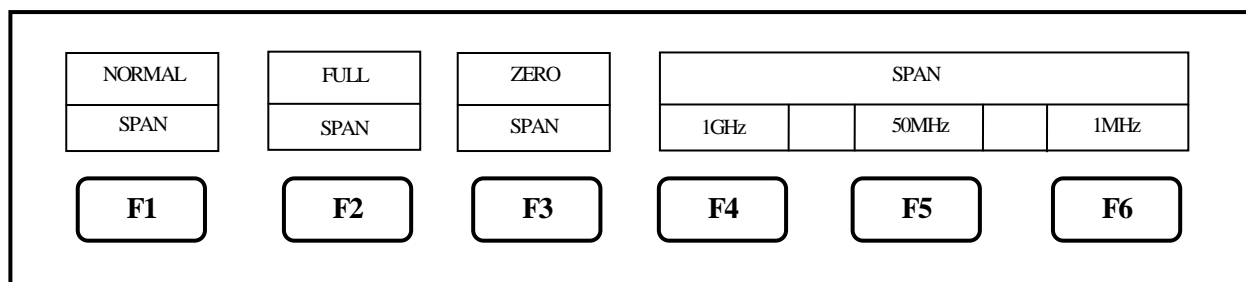 NORMAL FULL ZERO SPAN
SPAN SPAN SPAN 1GHz 50MHz 1MHz
F1 F2 F3 F4 F5 F6